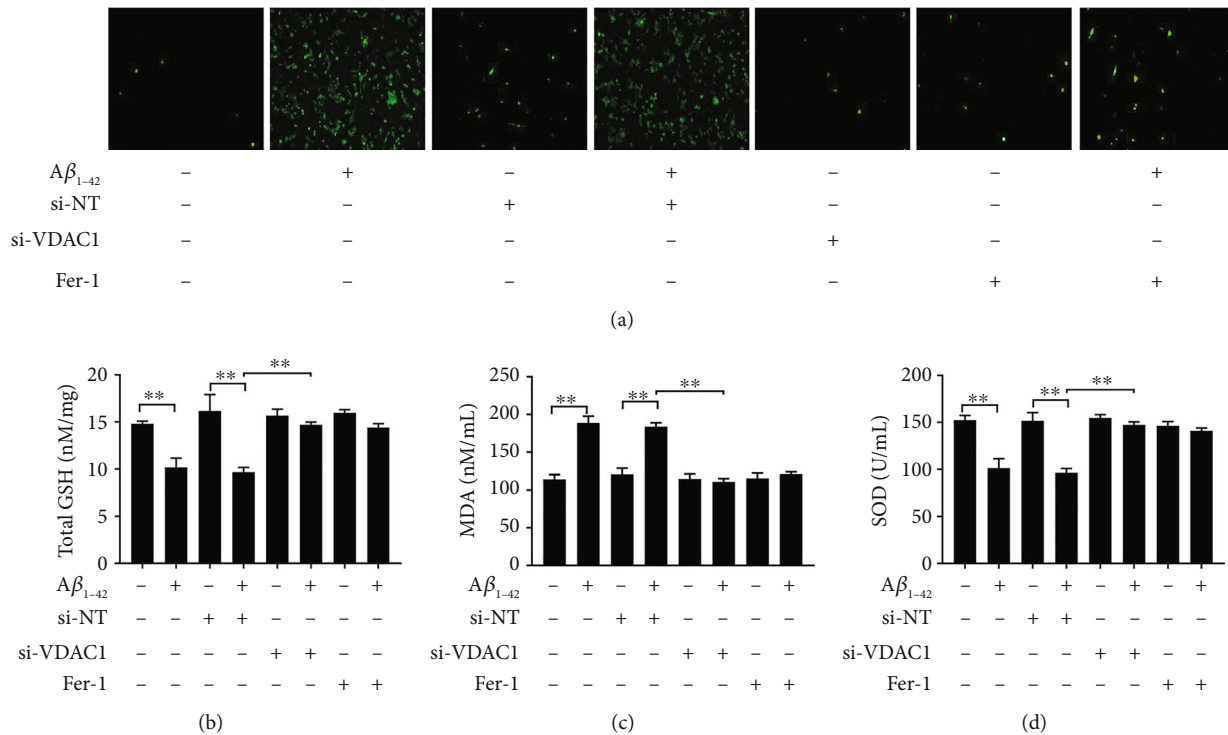 Aβ1–42 – + – + – – +
si-NT – – + + – – –
si-VDAC1 – – – – + – –
Fer-1 – – – – – + +
(a)
Total GSH (nM/mg)
20
15
10
5
0
** ** **
Aβ1–42 – + – + – + – +
si-NT – – + + – – – –
si-VDAC1 – – – – + + – –
Fer-1 – – – – – – + +
(b)
MDA (nM/mL)
250
200
150
100
50
0
** ** **
Aβ1–42 – + – + – + – +
si-NT – – + + – – – –
si-VDAC1 – – – – + + – –
Fer-1 – – – – – – + +
(c)
SOD (U/mL)
200
150
100
50
0
** ** **
Aβ1–42 – + – + – + – +
si-NT – – + + – – – –
si-VDAC1 – – – – + + – –
Fer-1 – – – – – – + +
(d)